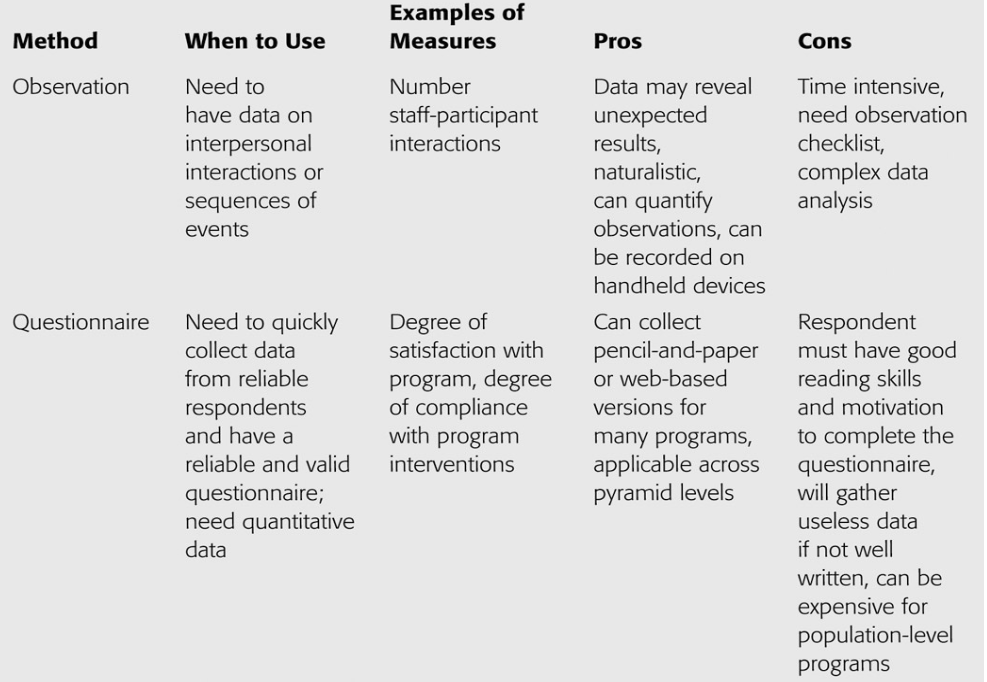 Method
When to Use
Examples of
Measures
Pros
Cons
Observation
Need to
have data on
interpersonal
interactions or
sequences of
events
Number
staff-participant
interactions
Data may reveal
unexpected
results,
naturalistic,
can quantify
observations, can
be recorded on
handheld devices
Time intensive,
need observation
checklist,
complex data
analysis
Questionnaire
Need to quickly
collect data
from reliable
respondents
and have a
reliable and valid
questionnaire;
need quantitative
data
Degree of
satisfaction with
program, degree
of compliance
with program
interventions
Can collect
pencil-and-paper
or web-based
versions for
many programs,
applicable across
pyramid levels
Respondent
must have good
reading skills
and motivation
to complete the
questionnaire,
will gather
useless data
if not well
written, can be
expensive for
population-level
programs